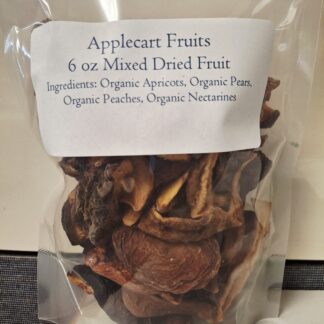 Applecart Fruits
6 oz Mixed Dried Fruit
Ingredients: Organic Apricots, Organic Pears,
Organic Peaches, Organic Nectarines